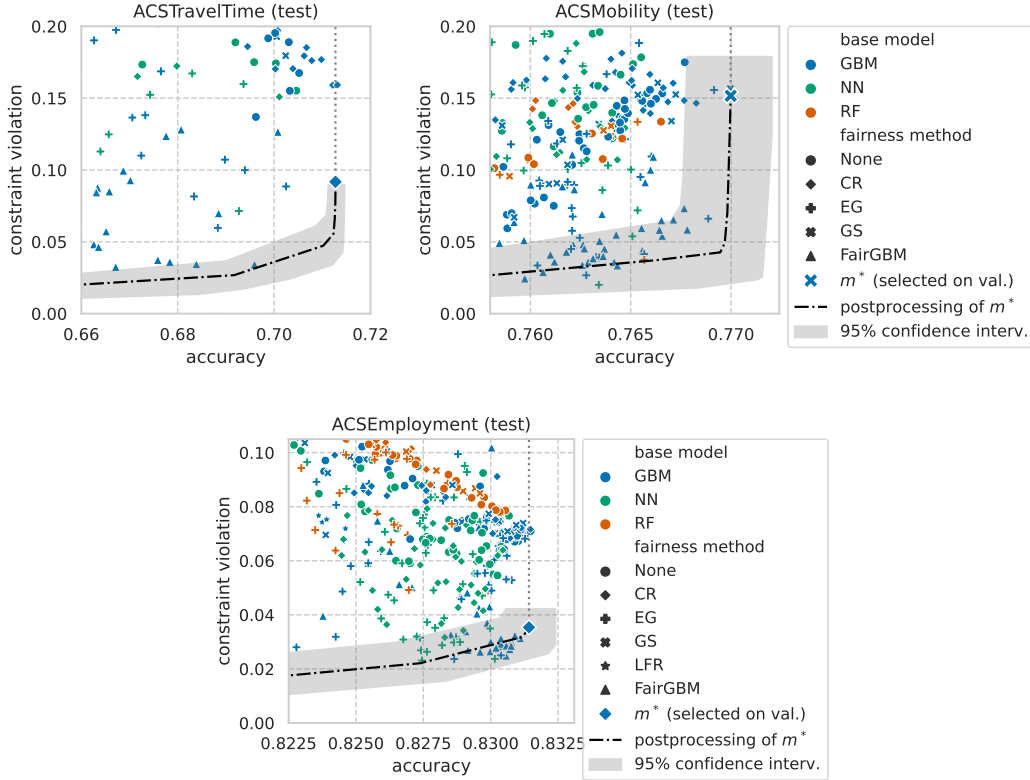 ACSTravelTime (test)
0.20
0.15
0.10
0.05
0.00
constraint violation
0.66
0.68
0.70
0.72
accuracy
ACSMobility (test)
0.20
0.15
0.10
0.05
0.00
constraint violation
0.760
0.765
0.770
accuracy
base model
GBM
NN
RF
fairness method
None
CR
EG
GS
FairGBM
m* (selected on val.)
postprocessing of m*
95% confidence interv.
ACSEmployment (test)
0.10
0.08
0.06
0.04
0.02
0.00
constraint violation
0.8225
0.8250
0.8275
0.8300
0.8325
accuracy
base model
GBM
NN
RF
fairness method
None
CR
EG
GS
LFR
FairGBM
m* (selected on val.)
postprocessing of m*
95% confidence interv.